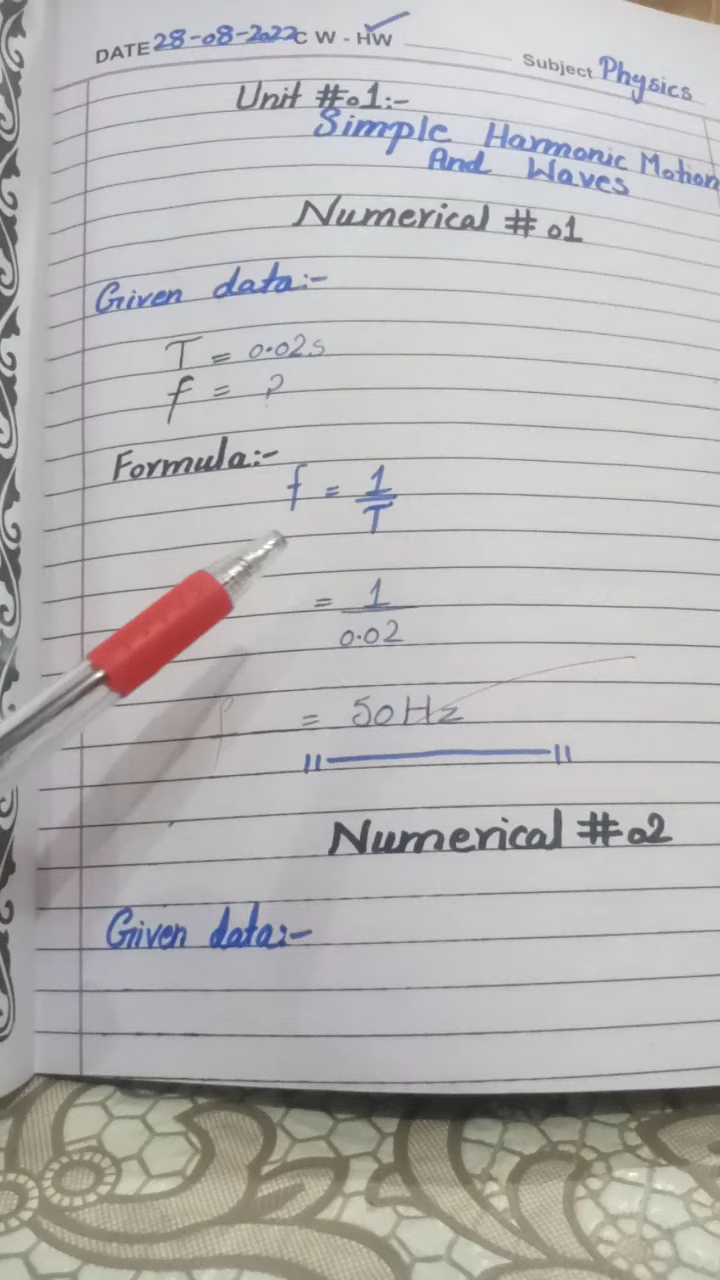 DATE 28-08-2022 C W - HW Subject Physics
Unit #01:-
Simple Harmonic Motion
And Waves
Numerical # 01
Given data:-
T = 0.02s
f = ?
Formula:-
f = 1/T
= 1/0.02
f = 50Hz
Numerical # 02
Given data:-